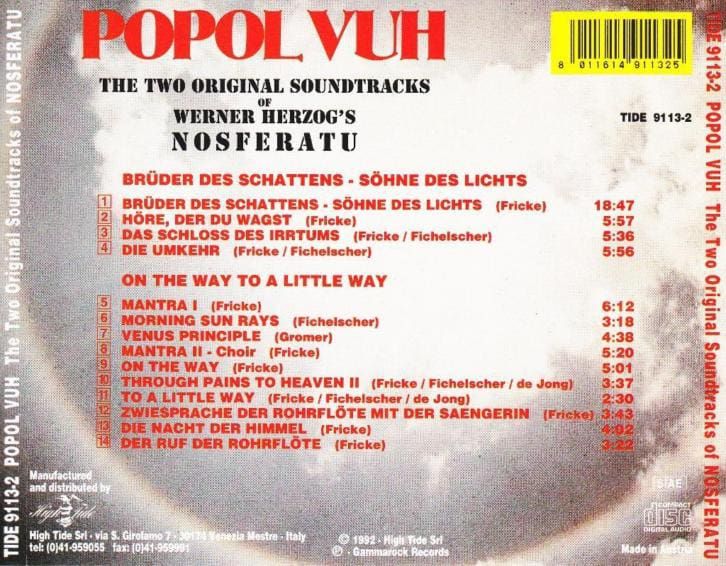 POPOL VUH
THE TWO ORIGINAL SOUNDTRACKS
OF
WERNER HERZOG'S
NOSFERATU
8 011614 911325
TIDE 9113-2
BRÜDER DES SCHATTENS - SÖHNE DES LICHTS
1 BRÜDER DES SCHATTENS - SÖHNE DES LICHTS (Fricke) 18:47
2 HÖRE, DER DU WAGST (Fricke) 5:57
3 DAS SCHLOSS DES IRRTUMS (Fricke / Fichelscher) 5:36
4 DIE UMKEHR (Fricke / Fichelscher) 5:56
ON THE WAY TO A LITTLE WAY
5 MANTRA I (Fricke) 6:12
6 MORNING SUN RAYS (Fichelscher) 3:18
7 VENUS PRINCIPLE (Gromer) 4:38
8 MANTRA II - Choir (Fricke) 5:20
9 ON THE WAY (Fricke) 5:01
10 THROUGH PAINS TO HEAVEN II (Fricke / Fichelscher / de Jong) 3:37
11 TO A LITTLE WAY (Fricke / Fichelscher / de Jong) 2:30
12 ZWIESPRACHE DER ROHRFLÖTE MIT DER SAENGERIN (Fricke) 3:43
13 DIE NACHT DER HIMMEL (Fricke) 4:02
14 DER RUF DER ROHRFLÖTE (Fricke) 3:22
Manufactured
and distributed by
High Tide
High Tide Srl - via S. Girolamo 7 - 30174 Venezia Mestre - Italy
tel: (0)41-959055 fax: (0)41-959991
© 1992 - High Tide Srl
℗ - Gammarock Records
SIAE
COMPACT
disc
DIGITAL AUDIO
Made in Austria
TIDE 9113-2 POPOL VUH The Two Original Soundtracks of NOSFERATU
TIDE 9113-2 POPOL VUH The Two Original Soundtracks of NOSFERATU